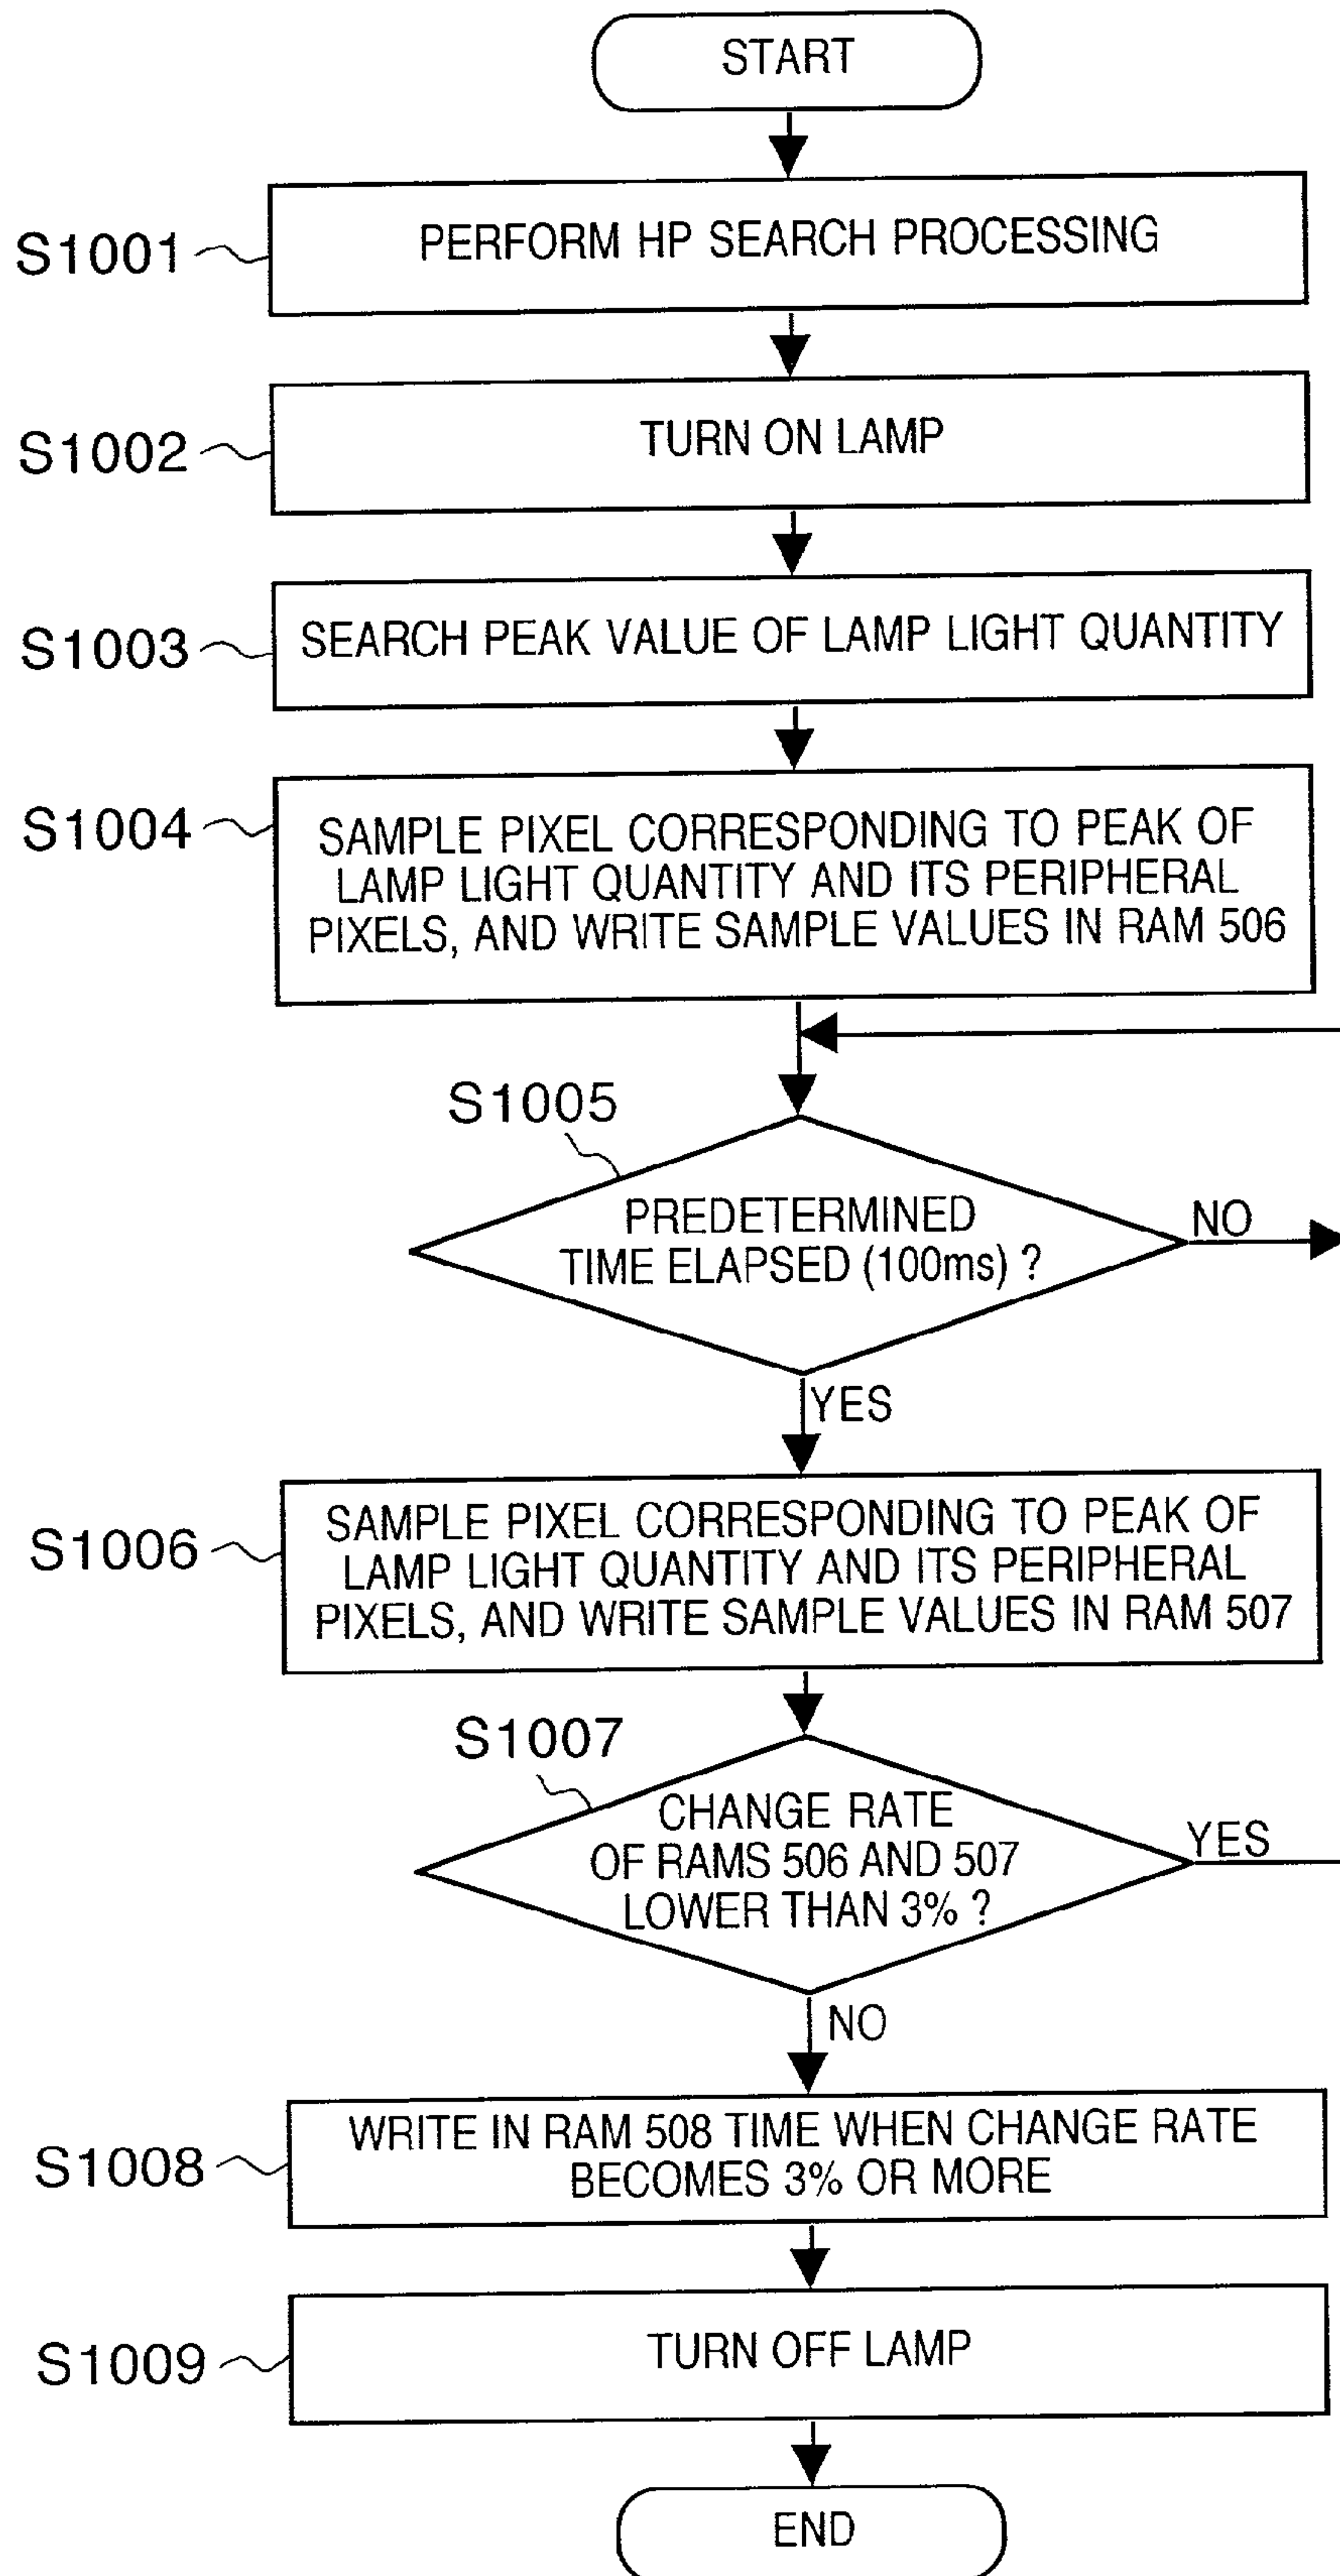 START
S1001
PERFORM HP SEARCH PROCESSING
S1002
TURN ON LAMP
S1003
SEARCH PEAK VALUE OF LAMP LIGHT QUANTITY
S1004
SAMPLE PIXEL CORRESPONDING TO PEAK OF
LAMP LIGHT QUANTITY AND ITS PERIPHERAL
PIXELS, AND WRITE SAMPLE VALUES IN RAM 506
S1005
PREDETERMINED
TIME ELAPSED (100ms) ?
NO
YES
S1006
SAMPLE PIXEL CORRESPONDING TO PEAK OF
LAMP LIGHT QUANTITY AND ITS PERIPHERAL
PIXELS, AND WRITE SAMPLE VALUES IN RAM 507
S1007
CHANGE RATE
OF RAMS 506 AND 507
LOWER THAN 3% ?
YES
NO
S1008
WRITE IN RAM 508 TIME WHEN CHANGE RATE
BECOMES 3% OR MORE
S1009
TURN OFF LAMP
END